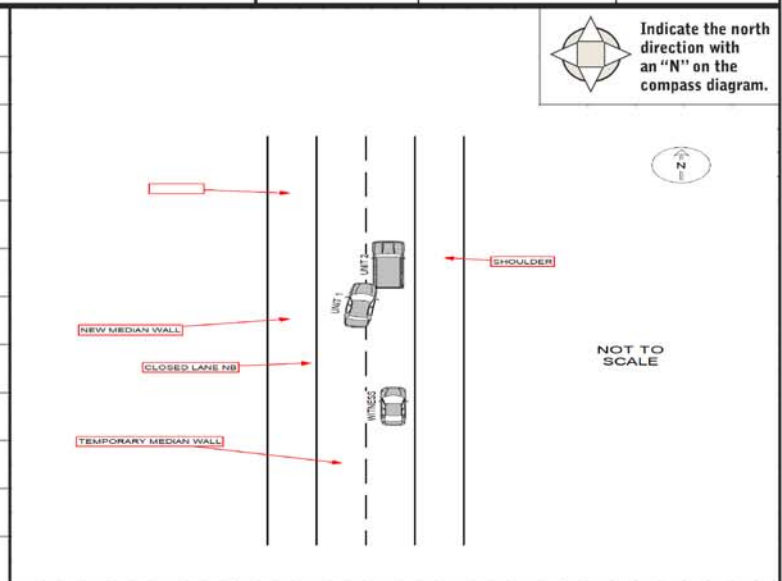 Indicate the north
direction with
an “N” on the
compass diagram.
N
UNIT 2
SHOULDER
UNIT 1
NEW MEDIAN WALL
NOT TO
SCALE
CLOSED LANE NB
WITNESS
TEMPORARY MEDIAN WALL